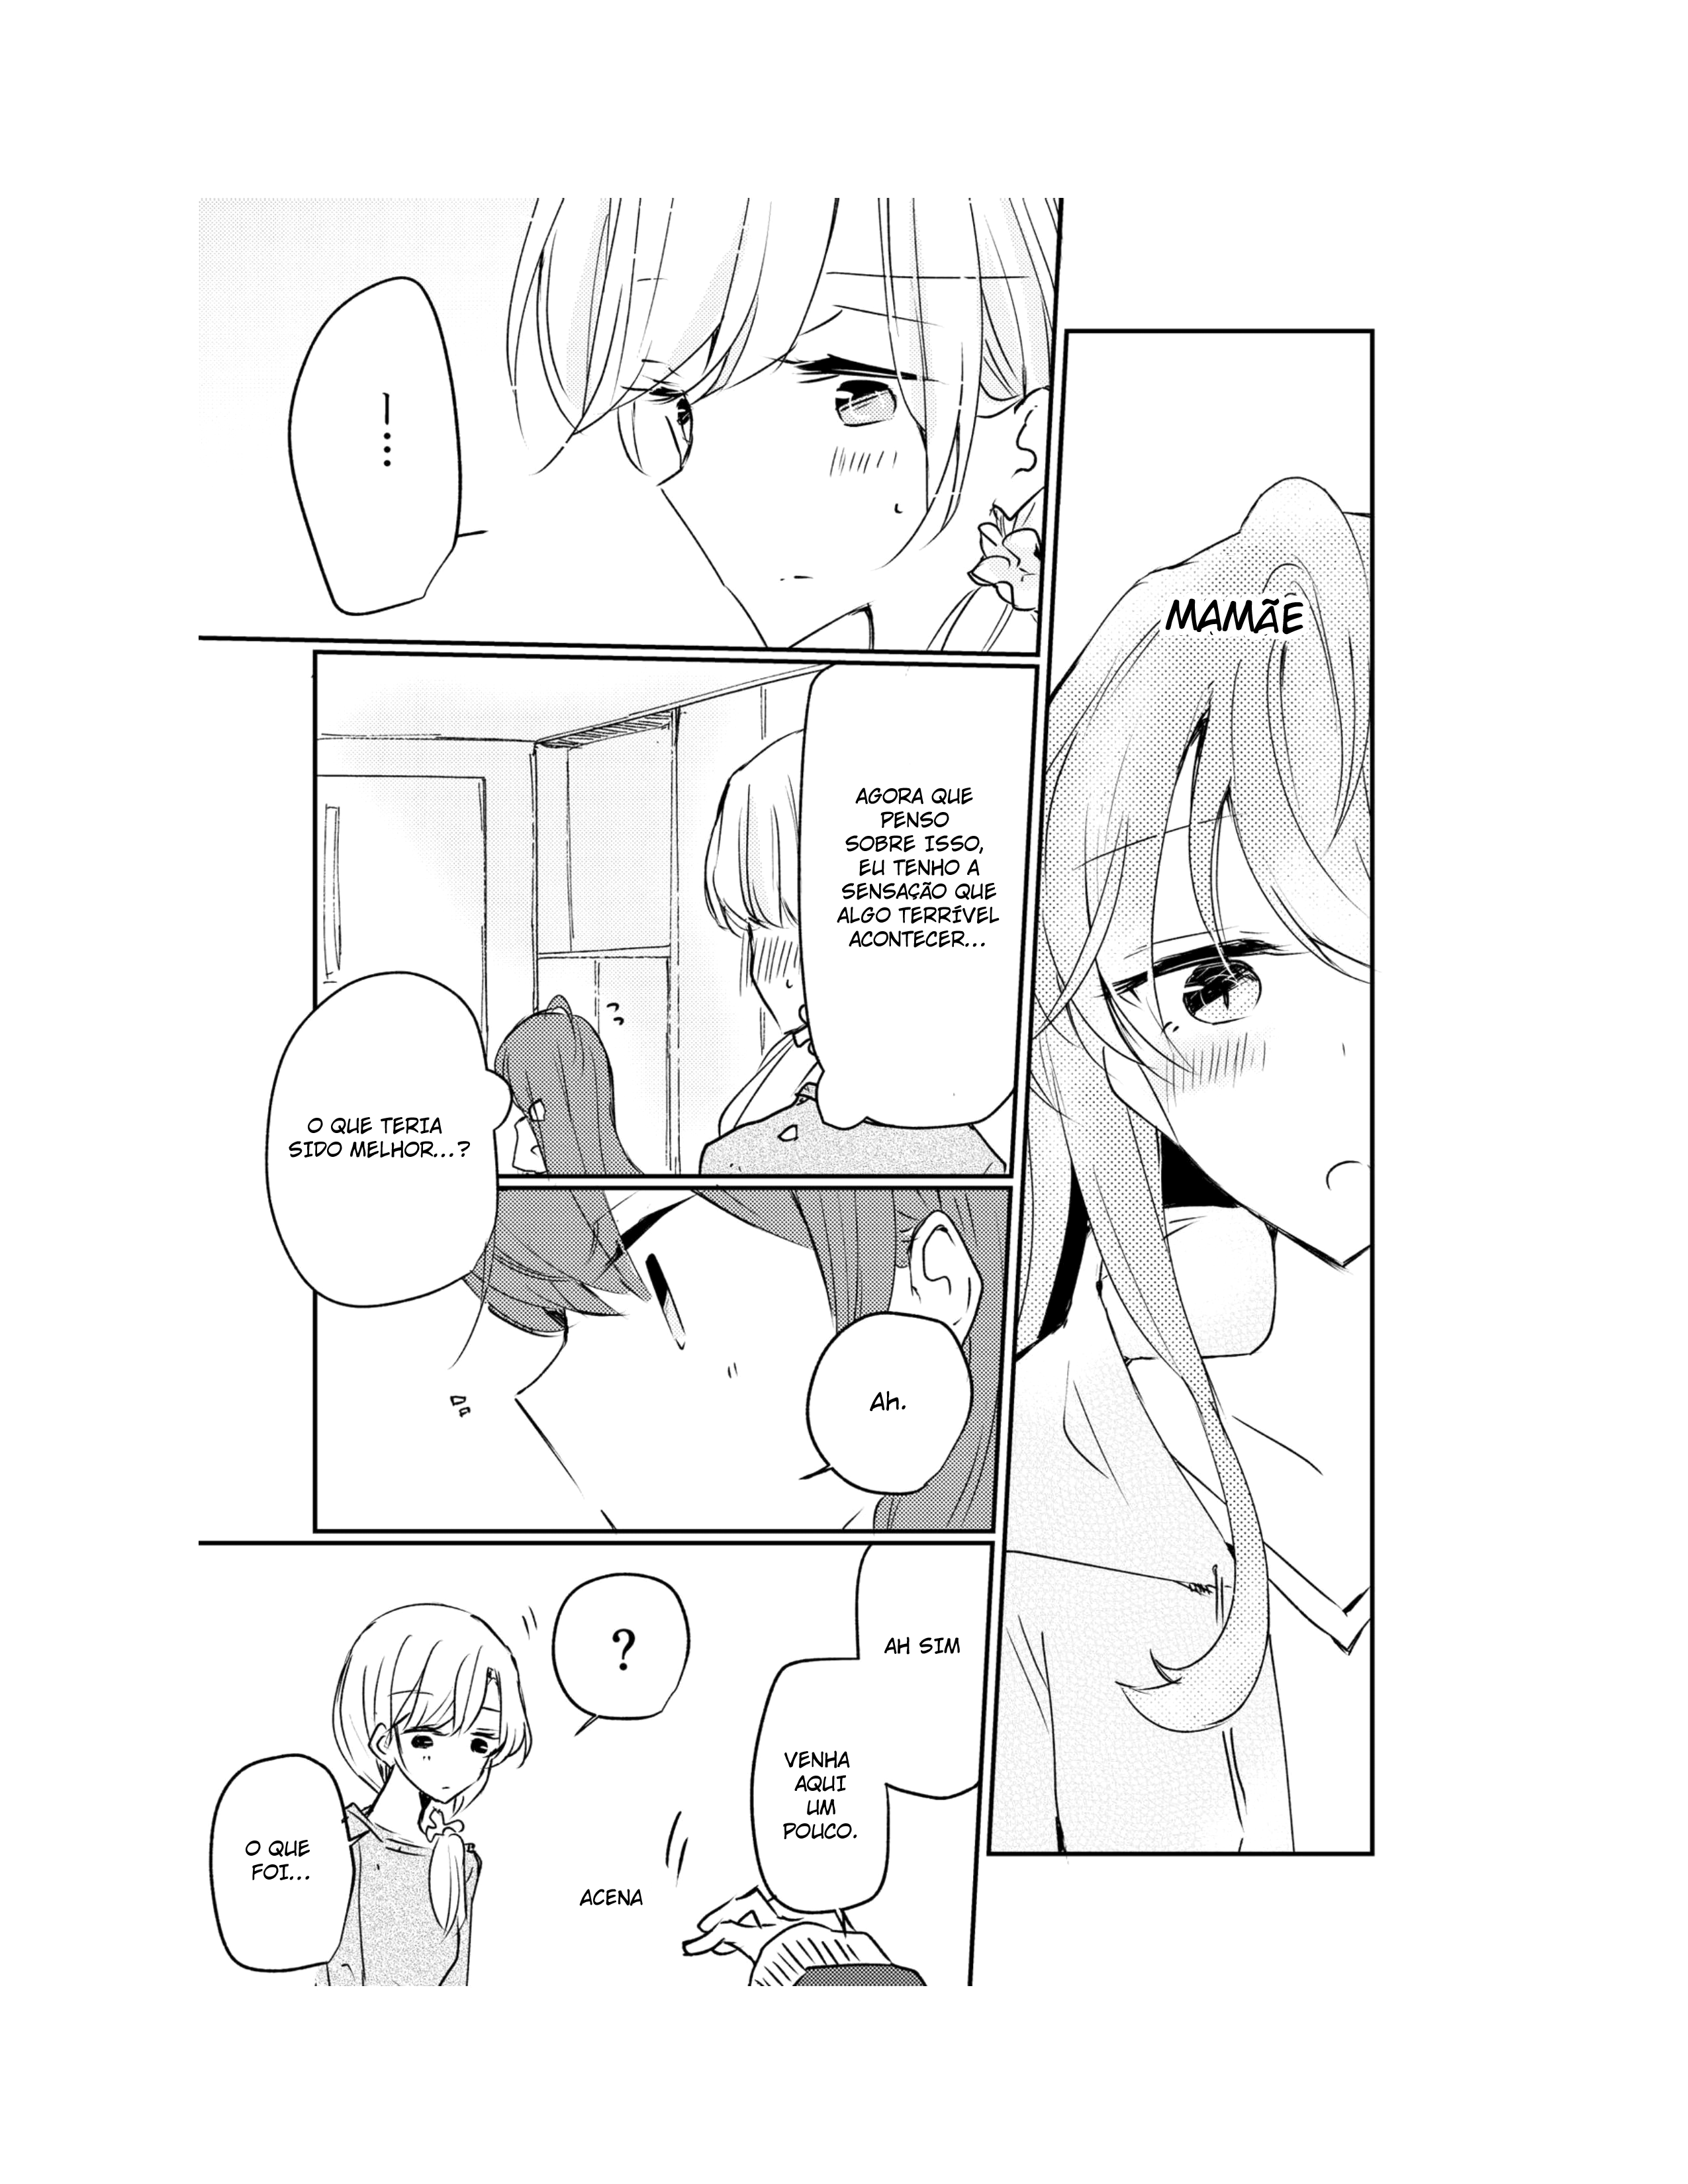 MAMÃE
I...
AGORA QUE
PENSO
SOBRE ISSO,
EU TENHO A
SENSAÇÃO QUE
ALGO TERRÍVEL
ACONTECER...
O QUE TERIA
SIDO MELHOR...?
Ah.
AH SIM
VENHA
AQUI
UM
POUCO.
?
ACENA
O QUE
FOI...